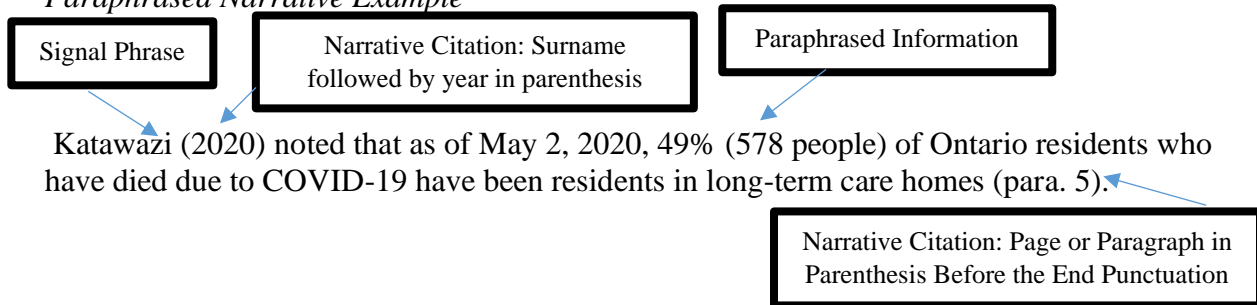 Paraphrased Narrative Example
Signal Phrase
Narrative Citation: Surname
followed by year in parenthesis
Paraphrased Information
Katawazi (2020) noted that as of May 2, 2020, 49% (578 people) of Ontario residents who
have died due to COVID-19 have been residents in long-term care homes (para. 5).
Narrative Citation: Page or Paragraph in
Parenthesis Before the End Punctuation